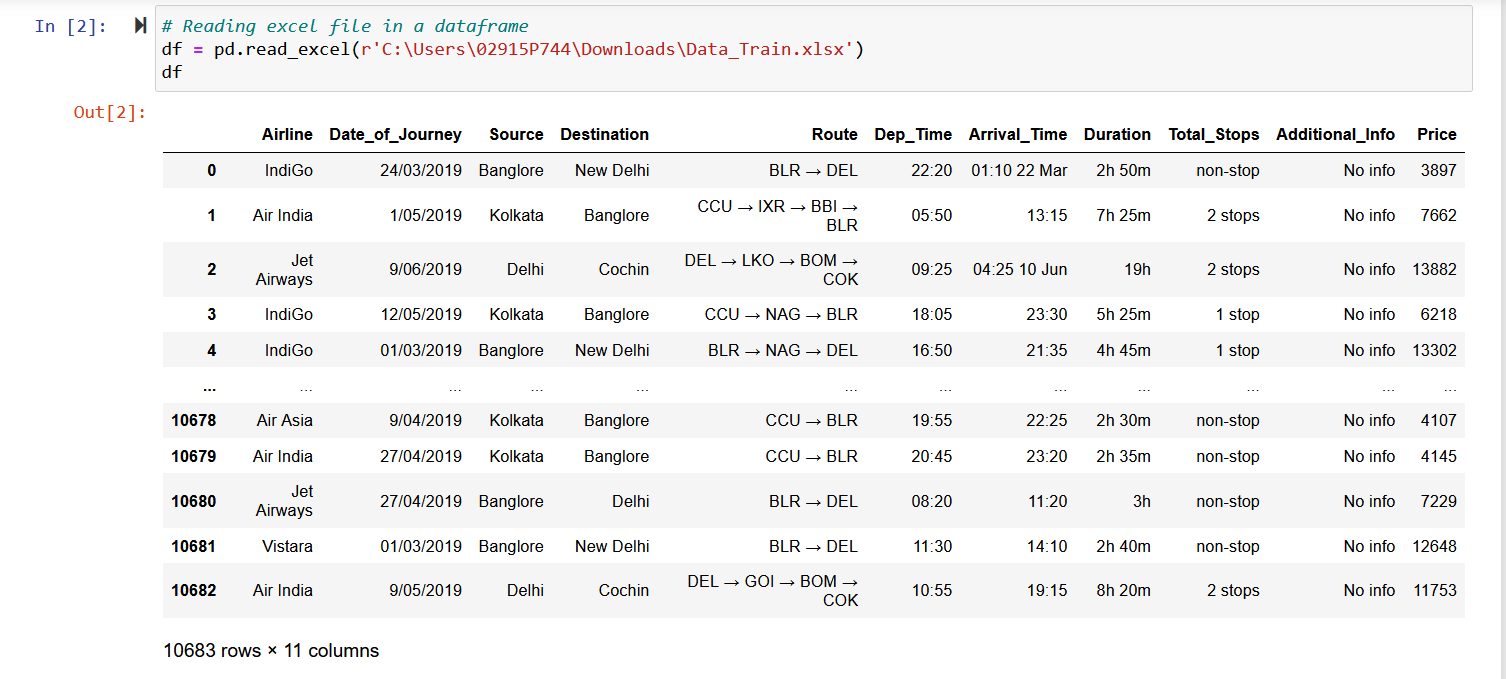 In [2]: # Reading excel file in a dataframe
df = pd.read_excel(r'C:\Users\02915P744\Downloads\Data_Train.xlsx')
df
Out[2]:
Airline Date_of_Journey Source Destination Route Dep_Time Arrival_Time Duration Total_Stops Additional_Info Price
0 IndiGo 24/03/2019 Banglore New Delhi BLR → DEL 22:20 01:10 22 Mar 2h 50m non-stop No info 3897
1 Air India 1/05/2019 Kolkata Banglore CCU → IXR → BBI → BLR 05:50 13:15 7h 25m 2 stops No info 7662
2 Jet Airways 9/06/2019 Delhi Cochin DEL → LKO → BOM → COK 09:25 04:25 10 Jun 19h 2 stops No info 13882
3 IndiGo 12/05/2019 Kolkata Banglore CCU → NAG → BLR 18:05 23:30 5h 25m 1 stop No info 6218
4 IndiGo 01/03/2019 Banglore New Delhi BLR → NAG → DEL 16:50 21:35 4h 45m 1 stop No info 13302
... ... ... ... ... ... ... ... ... ... ... ...
10678 Air Asia 9/04/2019 Kolkata Banglore CCU → BLR 19:55 22:25 2h 30m non-stop No info 4107
10679 Air India 27/04/2019 Kolkata Banglore CCU → BLR 20:45 23:20 2h 35m non-stop No info 4145
10680 Jet Airways 27/04/2019 Banglore Delhi BLR → DEL 08:20 11:20 3h non-stop No info 7229
10681 Vistara 01/03/2019 Banglore New Delhi BLR → DEL 11:30 14:10 2h 40m non-stop No info 12648
10682 Air India 9/05/2019 Delhi Cochin DEL → GOI → BOM → COK 10:55 19:15 8h 20m 2 stops No info 11753
10683 rows × 11 columns